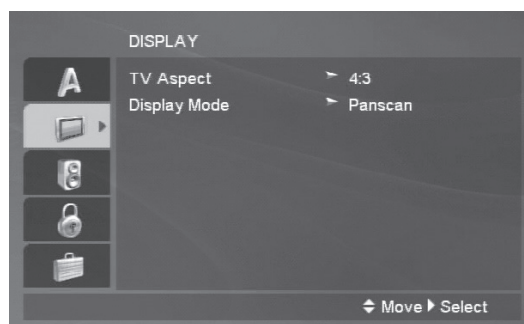 DISPLAY
A
TV Aspect 4:3
Display Mode Panscan
Move Select